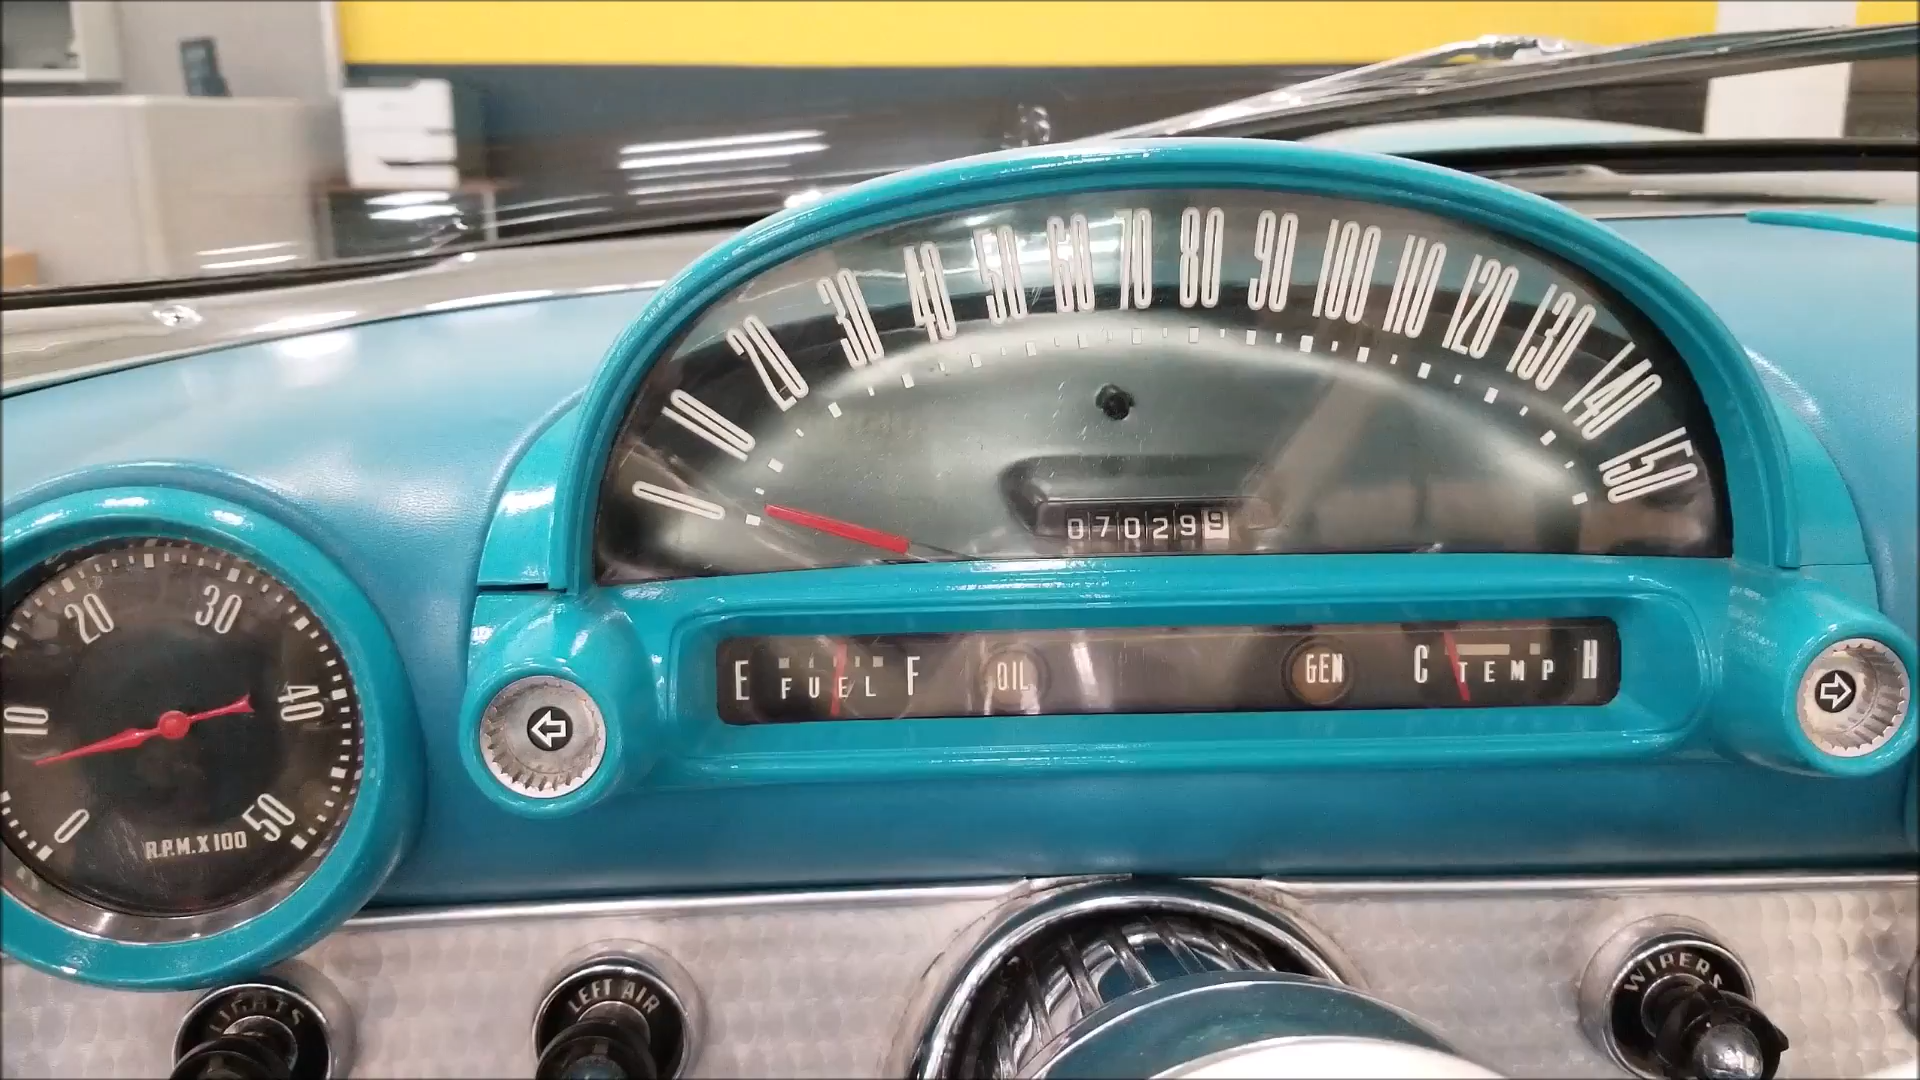 0 10 20 30 40 50 60 70 80 90 100 110 120 130 140 150
070299
E FUEL F OIL GEN C TEMP H
0 10 20 30 40 50
R.P.M. X 100
LIGHTS
LEFT AIR
WIPERS